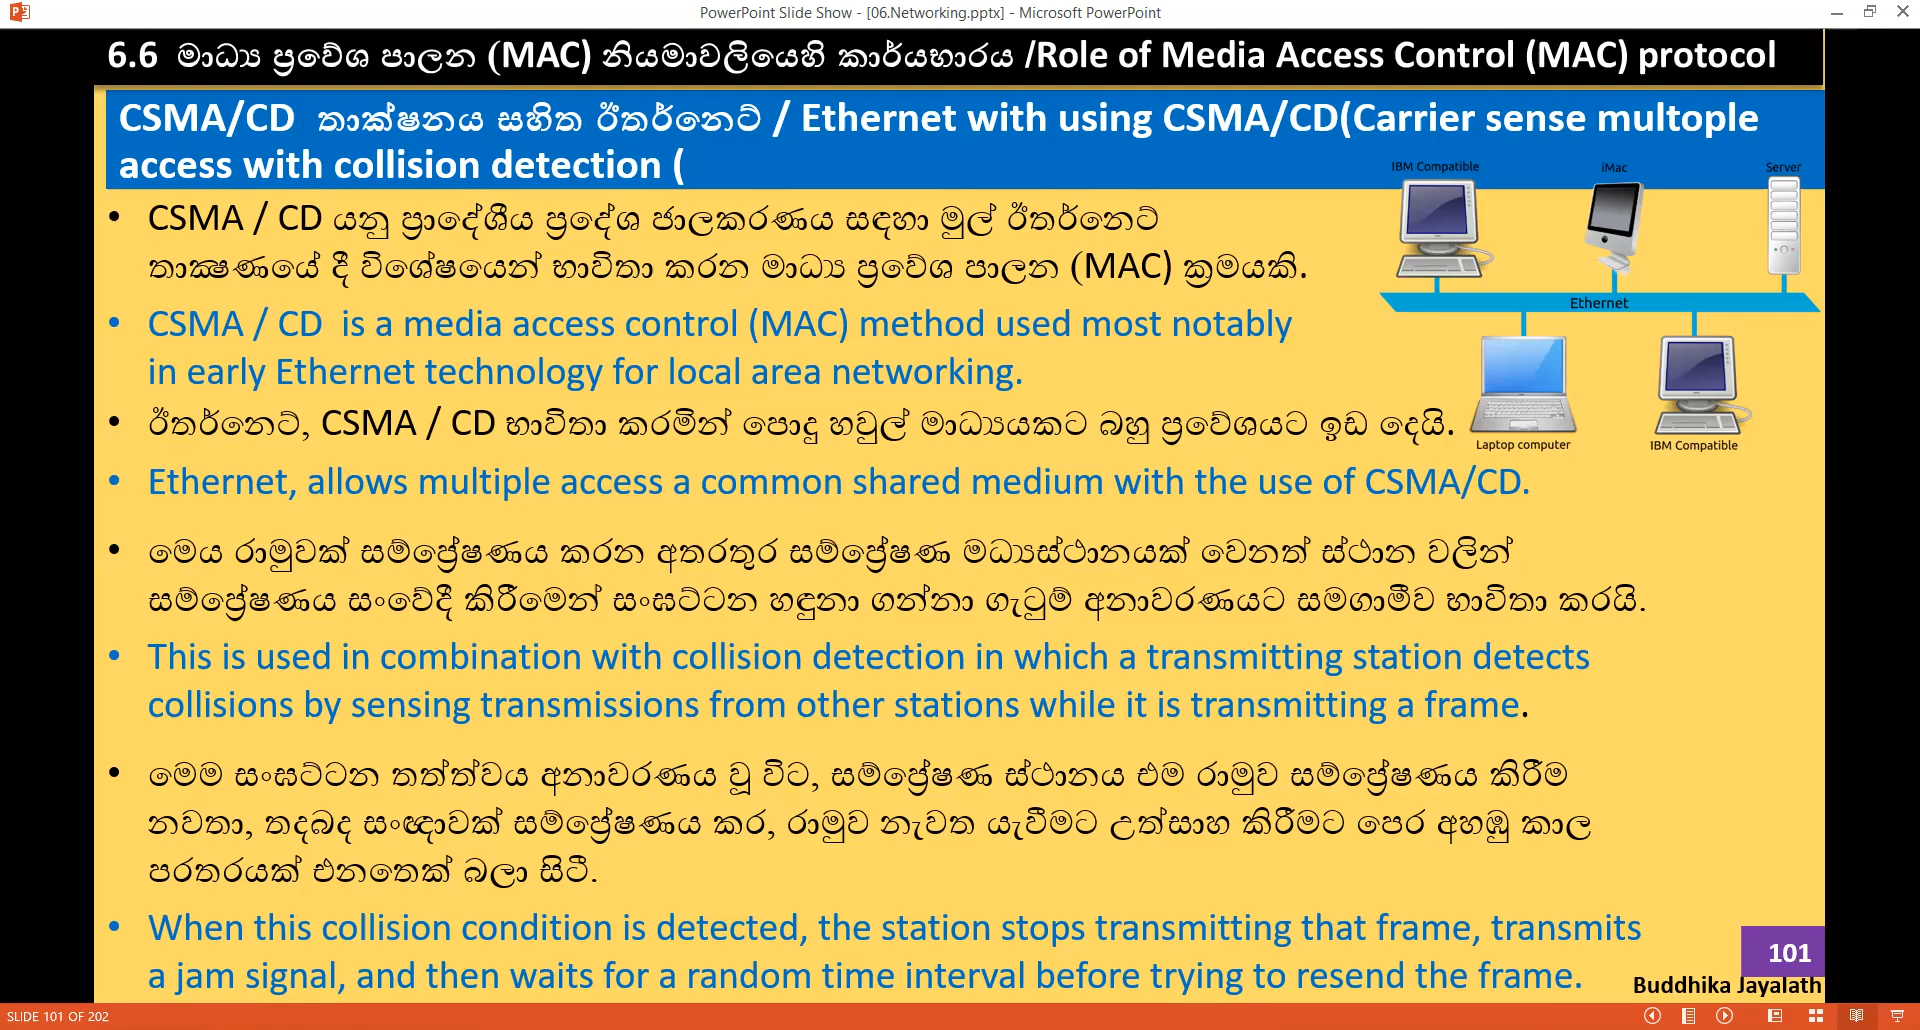 PowerPoint Slide Show - [06.Networking.pptx] - Microsoft PowerPoint
6.6 මාධ්‍ය ප්‍රවේශ පාලන (MAC) නියමාවලියෙහි කාර්යභාරය /Role of Media Access Control (MAC) protocol
CSMA/CD තාක්ෂනය සහිත ඊතර්නෙට් / Ethernet with using CSMA/CD(Carrier sense multople
access with collision detection (
IBM Compatible
iMac
Server
• CSMA / CD යනු ප්‍රාදේශීය ප්‍රදේශ ජාලකරණය සඳහා මුල් ඊතර්නෙට්
තාක්‍ෂණයේ දී විශේෂයෙන් භාවිතා කරන මාධ්‍ය ප්‍රවේශ පාලන (MAC) ක්‍රමයකි.
Ethernet
• CSMA / CD is a media access control (MAC) method used most notably
in early Ethernet technology for local area networking.
• ඊතර්නෙට්, CSMA / CD භාවිතා කරමින් පොදු හවුල් මාධ්‍යයකට බහු ප්‍රවේශයට ඉඩ දෙයි.
Laptop computer
IBM Compatible
• Ethernet, allows multiple access a common shared medium with the use of CSMA/CD.
• මෙය රාමුවක් සම්ප්‍රේෂණය කරන අතරතුර සම්ප්‍රේෂණ මධ්‍යස්ථානයක් වෙනත් ස්ථාන වලින්
සම්ප්‍රේෂණය සංවේදී කිරීමෙන් සංඝට්ටන හඳුනා ගන්නා ගැටුම් අනාවරණයට සමගාමීව භාවිතා කරයි.
• This is used in combination with collision detection in which a transmitting station detects
collisions by sensing transmissions from other stations while it is transmitting a frame.
• මෙම සංඝට්ටන තත්ත්වය අනාවරණය වූ විට, සම්ප්‍රේෂණ ස්ථානය එම රාමුව සම්ප්‍රේෂණය කිරීම
නවතා, තදබද සංඥාවක් සම්ප්‍රේෂණය කර, රාමුව නැවත යැවීමට උත්සාහ කිරීමට පෙර අහඹු කාල
පරතරයක් එනතෙක් බලා සිටී.
• When this collision condition is detected, the station stops transmitting that frame, transmits
a jam signal, and then waits for a random time interval before trying to resend the frame.
101
Buddhika Jayalath
SLIDE 101 OF 202